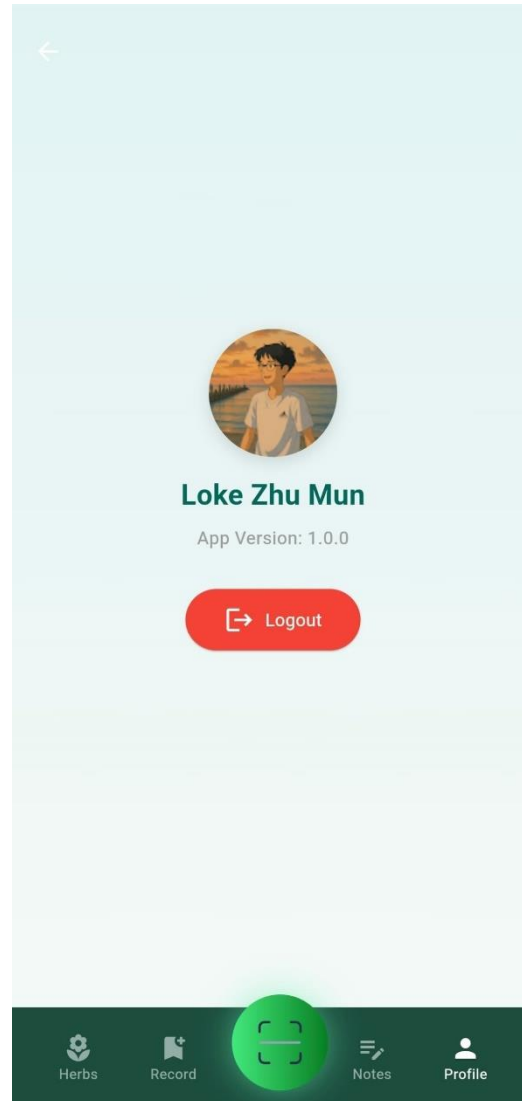 Loke Zhu Mun
App Version: 1.0.0
Logout
Herbs
Record
Notes
Profile